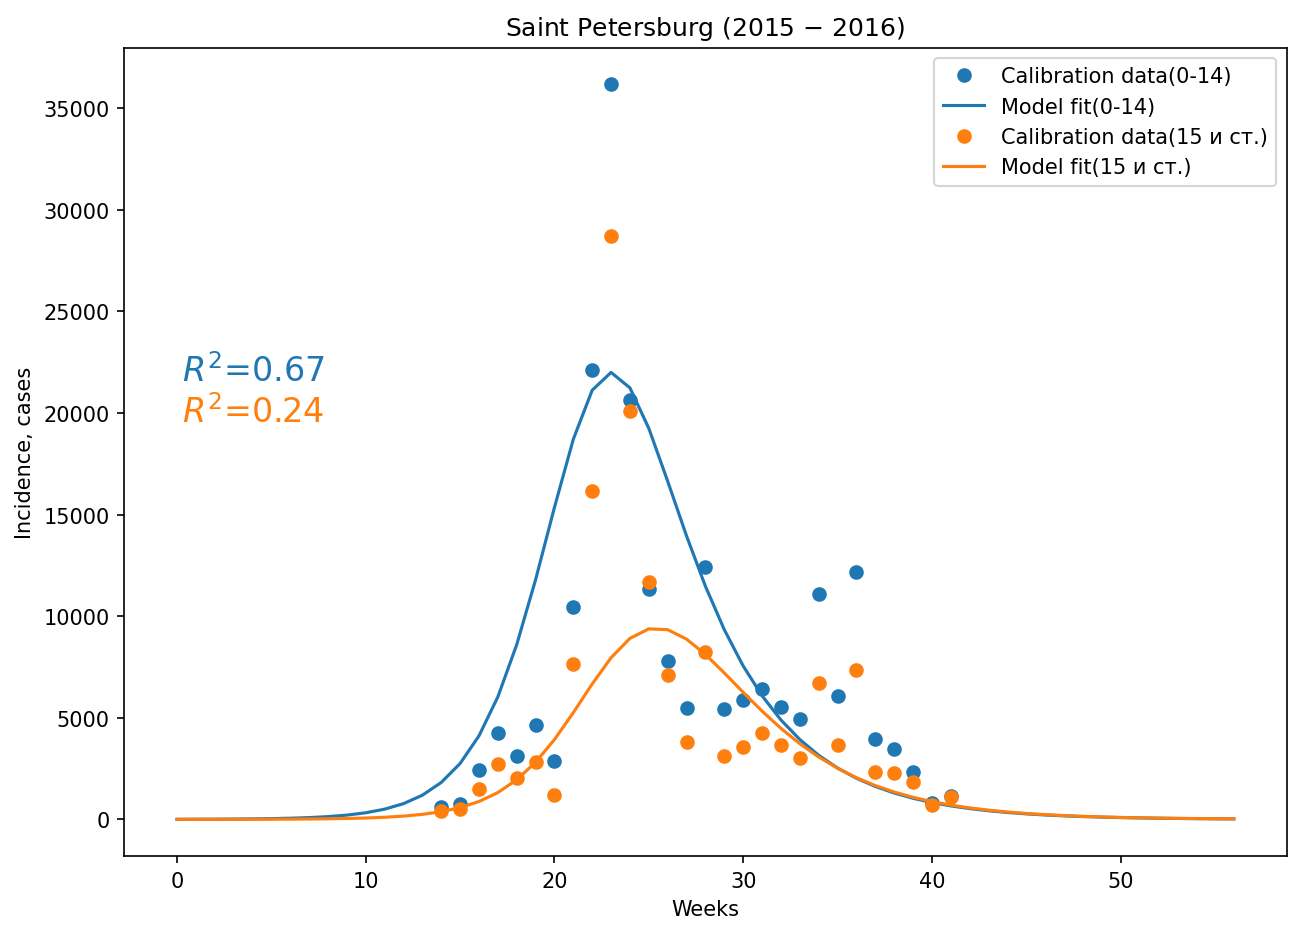 Saint Petersburg (2015 − 2016)
Calibration data(0-14)
Model fit(0-14)
Calibration data(15 и ст.)
Model fit(15 и ст.)
R²=0.67
R²=0.24
Incidence, cases
35000
30000
25000
20000
15000
10000
5000
0
0 10 20 30 40 50
Weeks